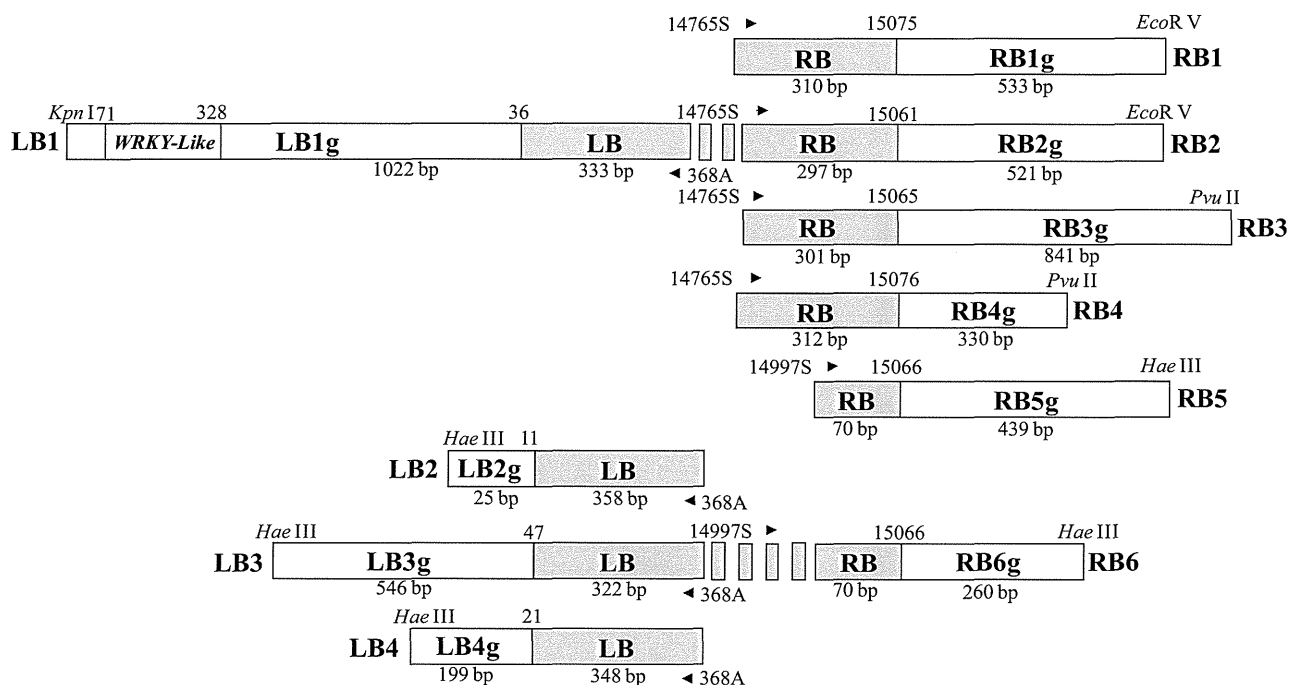 14765S ► 15075 EcoR V
RB RB1g RB1
310 bp 533 bp
Kpn I 71 328 36 14765S ► 15061 EcoR V
LB1 WRKY-Like LB1g LB RB RB2g RB2
1022 bp 333 bp ◄ 368A 297 bp 521 bp
14765S ► 15065 Pvu II
RB RB3g RB3
301 bp 841 bp
14765S ► 15076 Pvu II
RB RB4g RB4
312 bp 330 bp
14997S ► 15066 Hae III
RB RB5g RB5
70 bp 439 bp
Hae III 11
LB2 LB2g LB
25 bp 358 bp ◄ 368A
Hae III 47 14997S ► 15066 Hae III
LB3 LB3g LB RB RB6g RB6
546 bp 322 bp ◄ 368A 70 bp 260 bp
Hae III 21
LB4 LB4g LB
199 bp 348 bp ◄ 368A